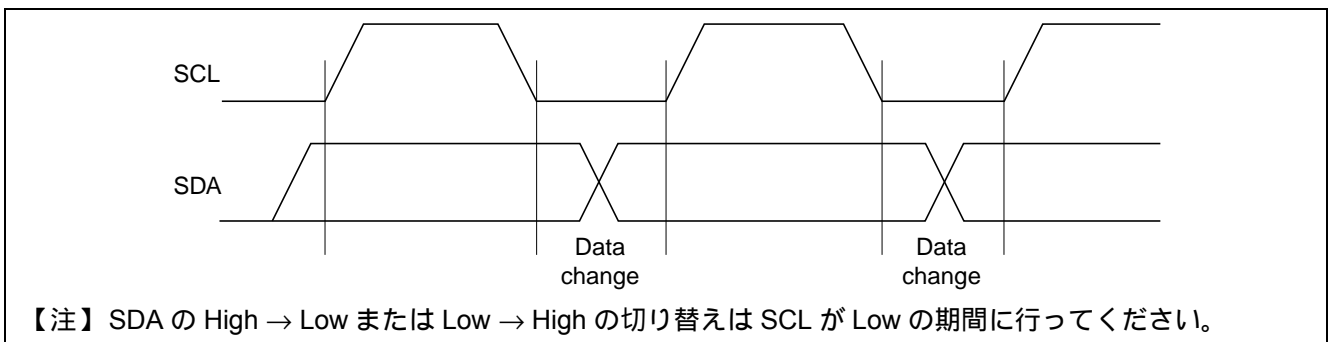 SCL
SDA
Data
change
Data
change
【注】 SDA の High → Low または Low → High の切り替えは SCL が Low の期間に行ってください。